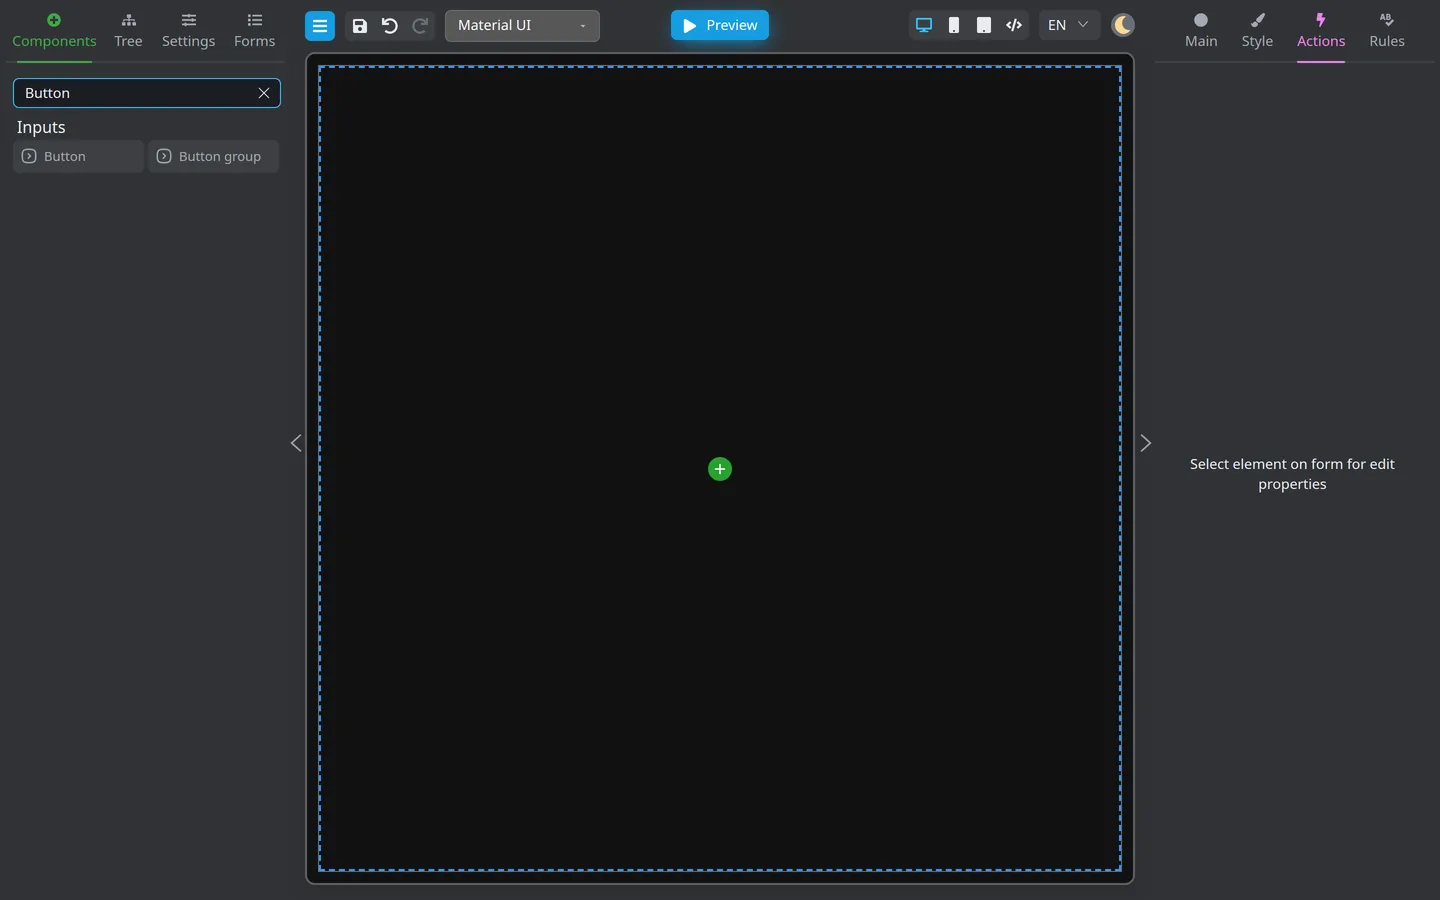 Components
Tree
Settings
Forms
Material UI
Preview
EN
Main
Style
Actions
AB
Rules
Button
Inputs
Button
Button group
Select element on form for edit
properties